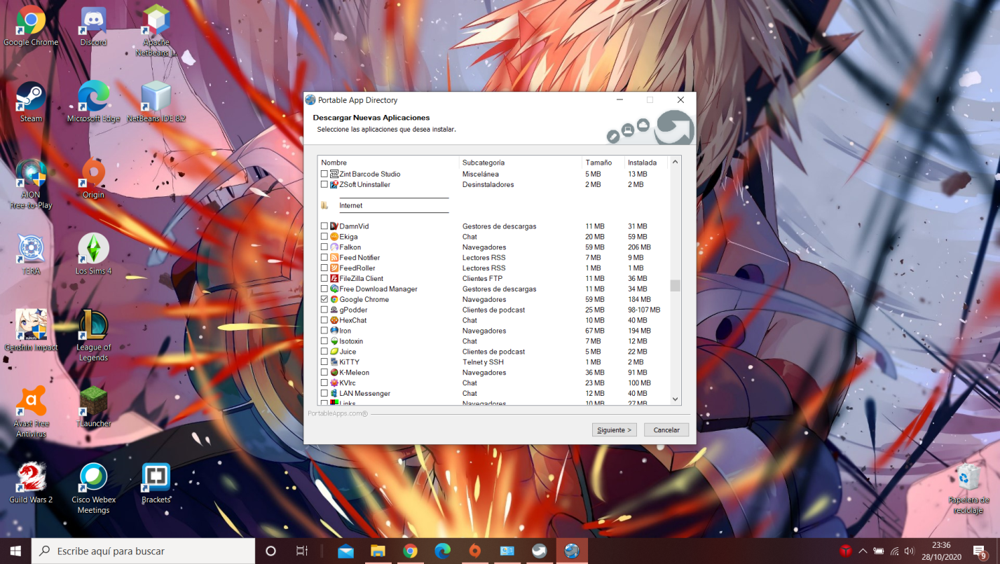 Google Chrome
Discord
Apache
NetBeans I...
Steam
Microsoft Edge
NetBeans IDE 8.2
AION
Free-to-Play
Origin
TERA
Los Sims 4
Genshin Impact
League of
Legends
Avast Free
Antivirus
TLauncher
Guild Wars 2
Cisco Webex
Meetings
Brackets
Papelera de
reciclaje
Portable App Directory
Descargar Nuevas Aplicaciones
Seleccione las aplicaciones que desea instalar.
Nombre Subcategoría Tamaño Instalada
Zint Barcode Studio Miscelánea 5 MB 13 MB
ZSoft Uninstaller Desinstaladores 2 MB 2 MB
Internet
DamnVid Gestores de descargas 11 MB 31 MB
Ekiga Chat 20 MB 59 MB
Falkon Navegadores 59 MB 206 MB
Feed Notifier Lectores RSS 7 MB 9 MB
FeedRoller Lectores RSS 1 MB 1 MB
FileZilla Client Clientes FTP 11 MB 36 MB
Free Download Manager Gestores de descargas 11 MB 34 MB
Google Chrome Navegadores 59 MB 184 MB
gPodder Clientes de podcast 25 MB 98-107 MB
HexChat Chat 10 MB 40 MB
Iron Navegadores 67 MB 194 MB
Isotoxin Chat 7 MB 12 MB
Juice Clientes de podcast 5 MB 22 MB
KiTTY Telnet y SSH 1 MB 2 MB
K-Meleon Navegadores 36 MB 91 MB
KVIrc Chat 23 MB 100 MB
LAN Messenger Chat 12 MB 40 MB
Links Navegadores 10 MB 27 MB
PortableApps.com®
Siguiente > Cancelar
Escribe aquí para buscar
23:36
28/10/2020
9